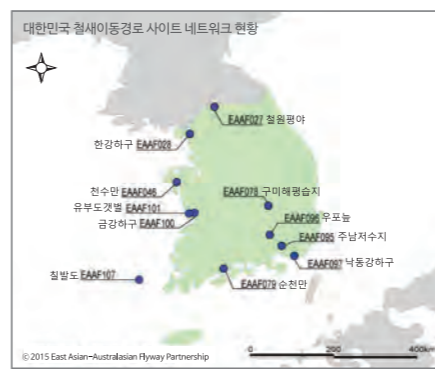 대한민국 철새이동경로 사이트 네트워크 현황
EAAF027 철원평야
한강하구 EAAF028
천수만 EAAF046
EAAF078 구미해평습지
유부도갯벌 EAAF101
금강하구 EAAF100
EAAF096 우포늪
EAAF095 주남저수지
EAAF097 낙동강하구
칠발도 EAAF107
EAAF079 순천만
© 2015 East Asian-Australasian Flyway Partnership
0 200 400km